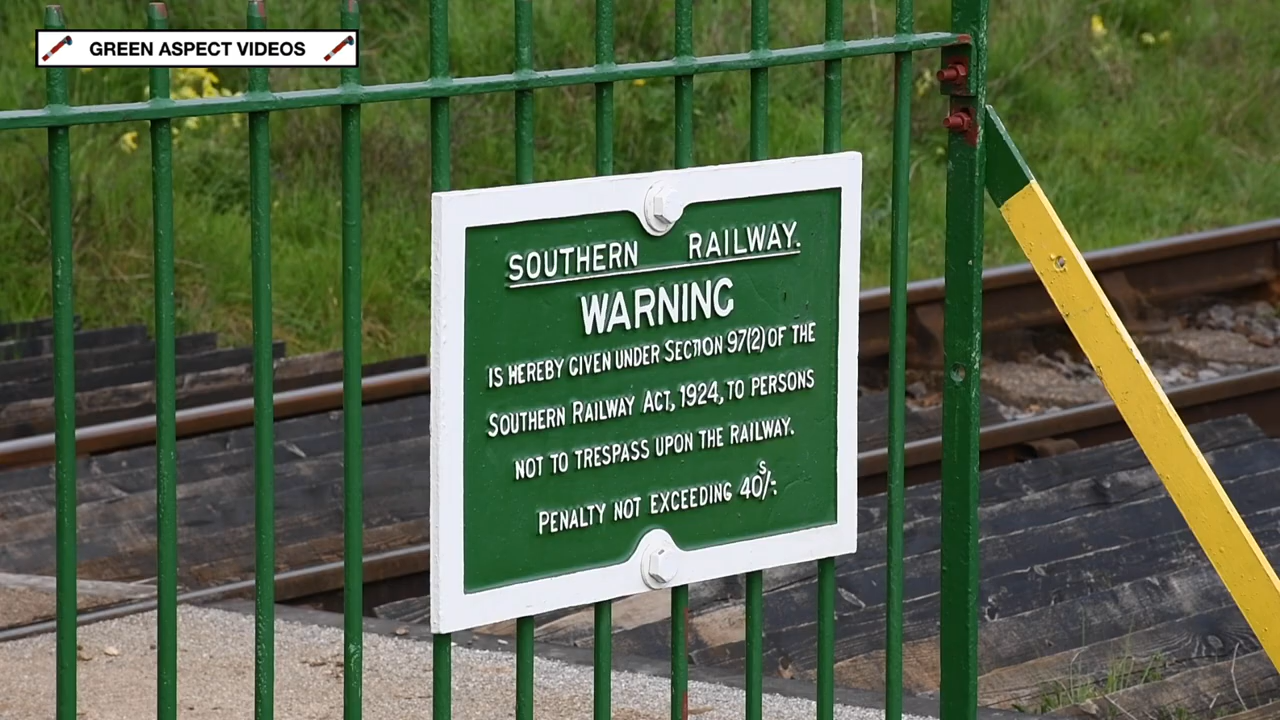 GREEN ASPECT VIDEOS
SOUTHERN RAILWAY.
WARNING
IS HEREBY GIVEN UNDER SECTION 97(2) OF THE
SOUTHERN RAILWAY ACT, 1924, TO PERSONS
NOT TO TRESPASS UPON THE RAILWAY.
PENALTY NOT EXCEEDING 40S/-.